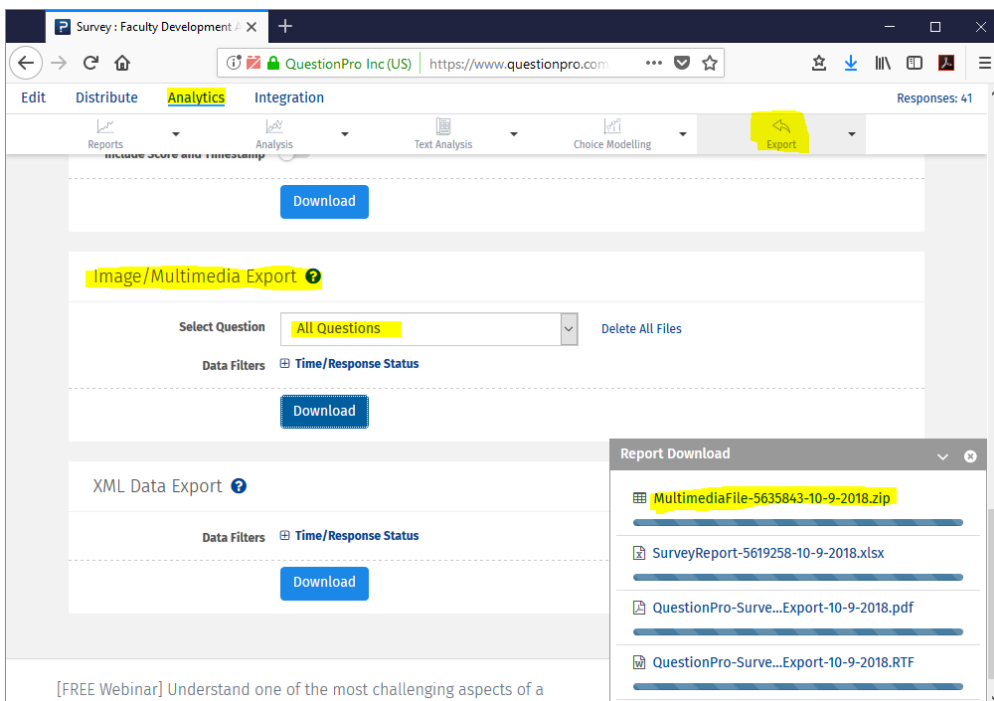 Survey : Faculty Development A
QuestionPro Inc (US) https://www.questionpro.com
Edit Distribute Analytics Integration Responses: 41
Reports Analysis Text Analysis Choice Modelling Export
Include Score and Timestamp
Download
Image/Multimedia Export ?
Select Question All Questions Delete All Files
Data Filters Time/Response Status
Download
Report Download
XML Data Export ?
MultimediaFile-5635843-10-9-2018.zip
Data Filters Time/Response Status
SurveyReport-5619258-10-9-2018.xlsx
Download
QuestionPro-Surve...Export-10-9-2018.pdf
QuestionPro-Surve...Export-10-9-2018.RTF
[FREE Webinar] Understand one of the most challenging aspects of a